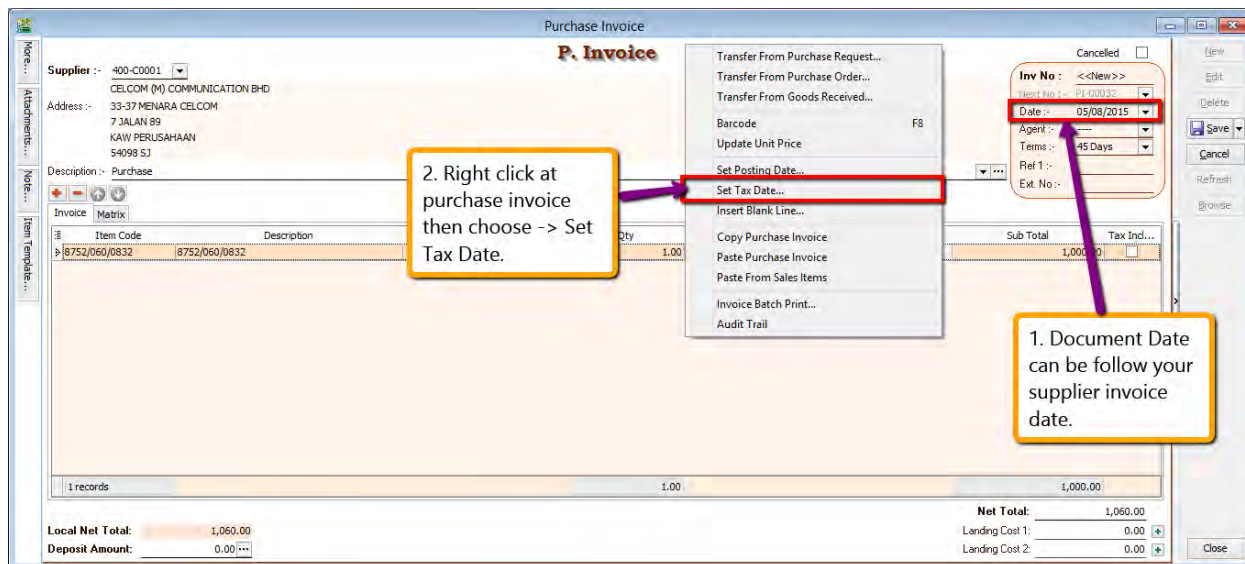 Purchase Invoice
More...
Attachments...
Note...
Item Template...
P. Invoice
Cancelled
Supplier :- 400-C0001
CELCOM (M) COMMUNICATION BHD
Address :- 33-37 MENARA CELCOM
7 JALAN 89
KAW PERUSAHAAN
54098 SJ
Description :- Purchase
Inv No : <<New>>
Next No :- PI-00032
Date :- 05/08/2015
Agent :- ----
Terms :- 45 Days
Ref 1 :-
Ext. No :-
New
Edit
Delete
Save
Cancel
Refresh
Browse
Transfer From Purchase Request...
Transfer From Purchase Order...
Transfer From Goods Received...
Barcode F8
Update Unit Price
Set Posting Date...
Set Tax Date...
Insert Blank Line...
Copy Purchase Invoice
Paste Purchase Invoice
Paste From Sales Items
Invoice Batch Print...
Audit Trail
2. Right click at
purchase invoice
then choose -> Set
Tax Date.
1. Document Date
can be follow your
supplier invoice
date.
Invoice Matrix
Item Code Description Qty Sub Total Tax Ind...
8752/060/0832 8752/060/0832 1.00 1,000.00
1 records 1.00 1,000.00
Net Total: 1,060.00
Local Net Total: 1,060.00 Landing Cost 1: 0.00
Deposit Amount: 0.00 Landing Cost 2: 0.00
Close